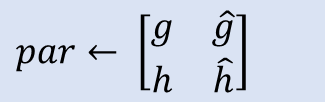 par ← [g ĝ
h ĥ]